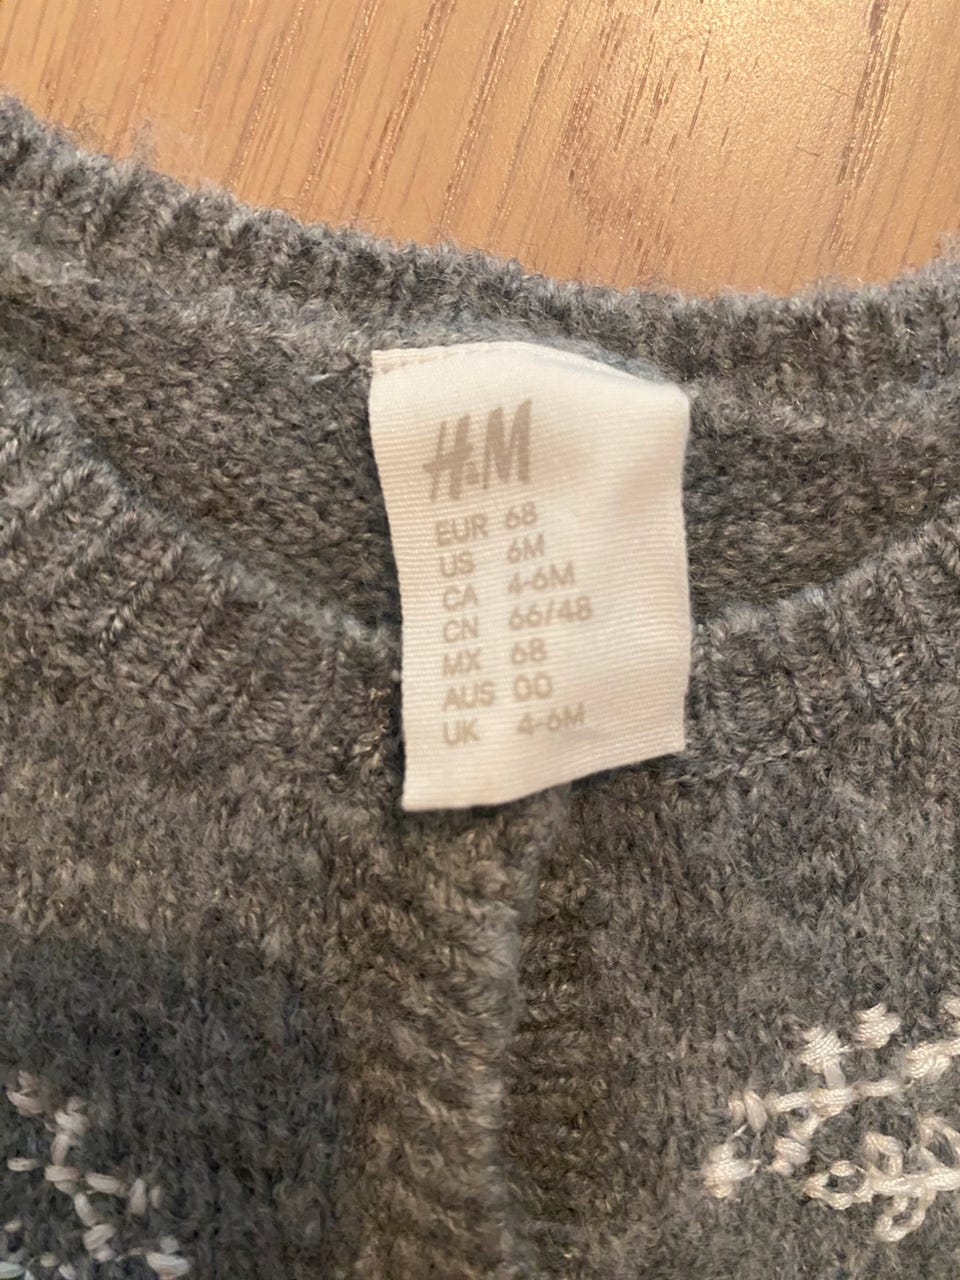 H&M
EUR 68
US 6M
CA 4-6M
CN 66/48
MX 68
AUS 00
UK 4-6M